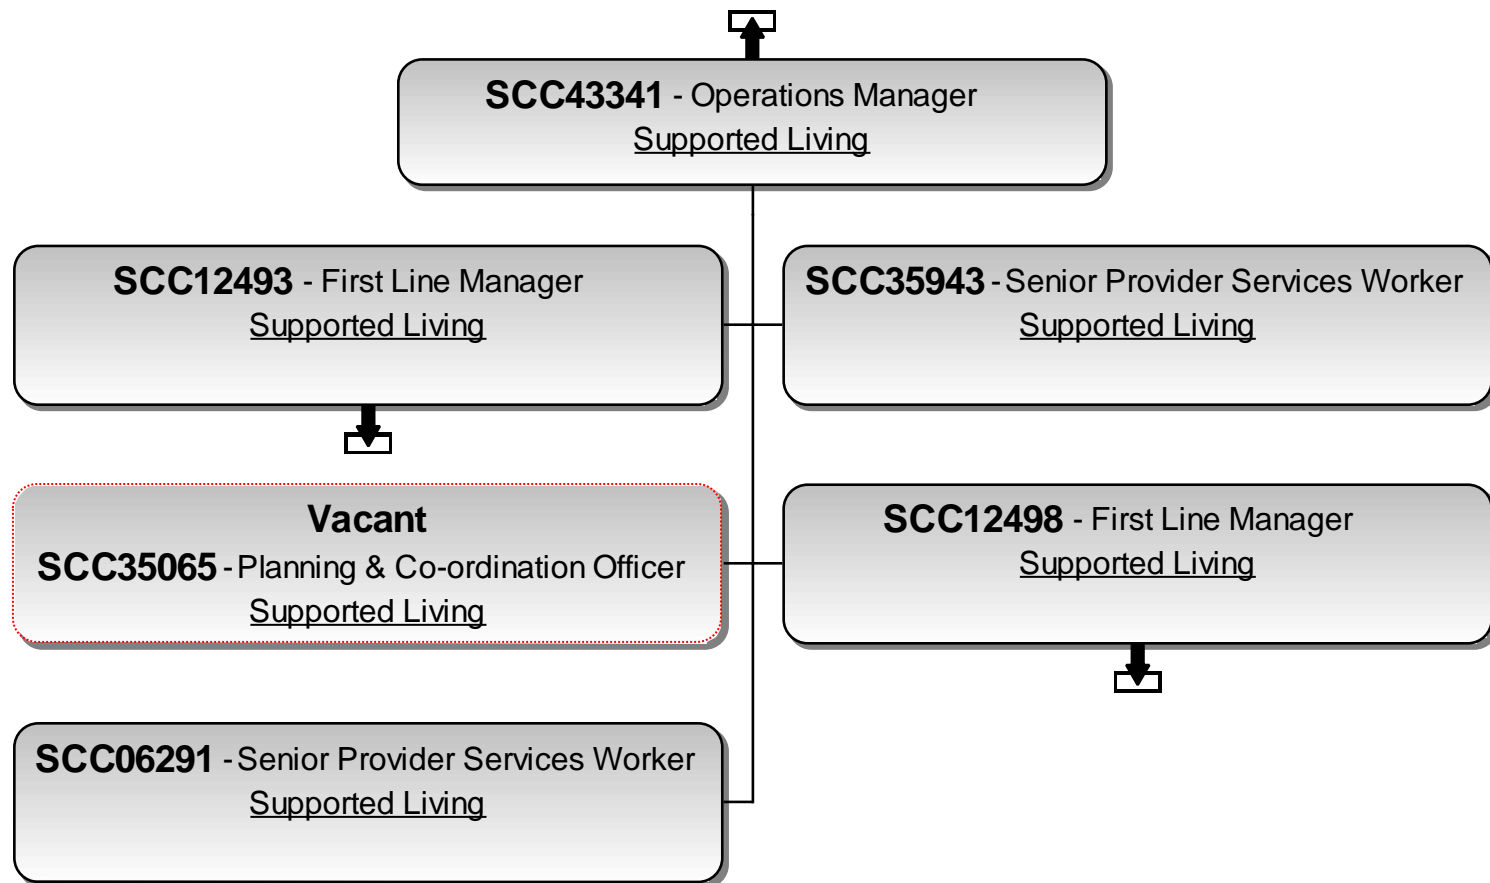 SCC43341 - Operations Manager
Supported Living
SCC12493 - First Line Manager
Supported Living
SCC35943 - Senior Provider Services Worker
Supported Living
Vacant
SCC35065 - Planning & Co-ordination Officer
Supported Living
SCC12498 - First Line Manager
Supported Living
SCC06291 - Senior Provider Services Worker
Supported Living